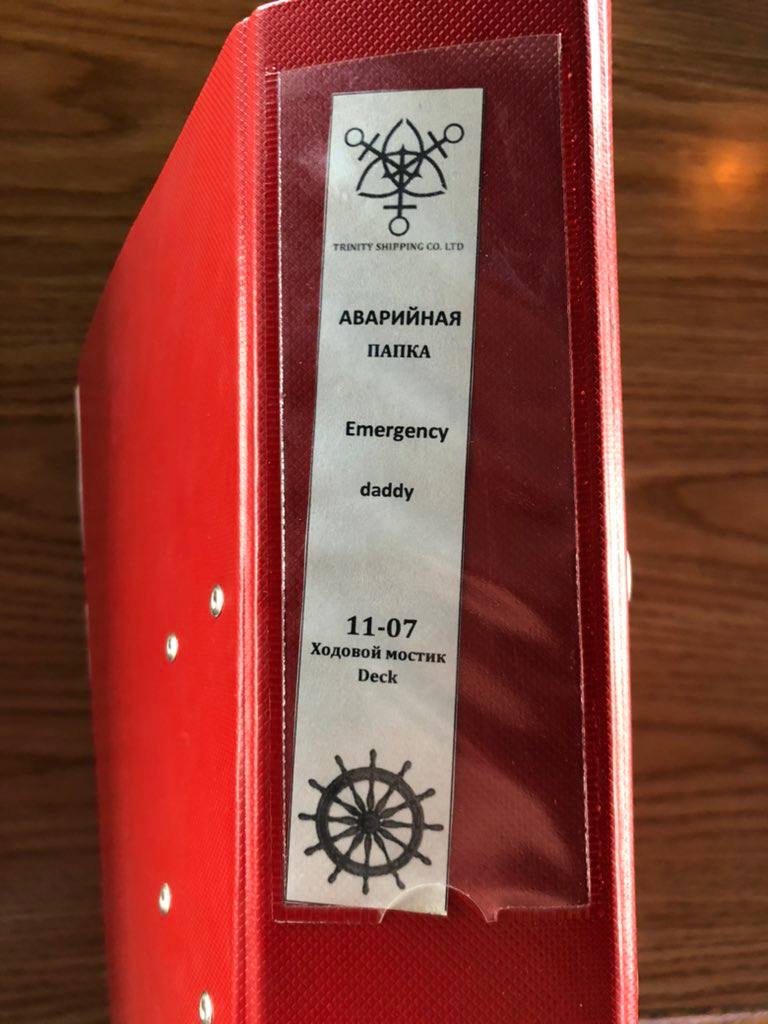 TRINITY SHIPPING CO. LTD
АВАРИЙНАЯ
ПАПКА
Emergency
daddy
11-07
Ходовой мостик
Deck